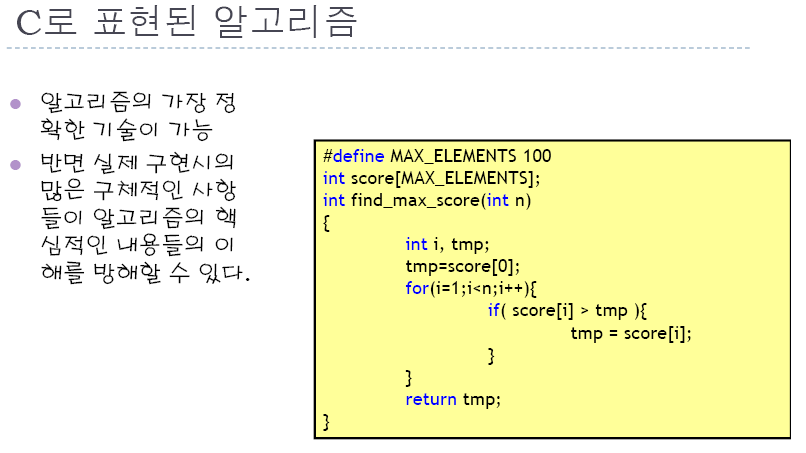 C로 표현된 알고리즘
알고리즘의 가장 정
확한 기술이 가능
반면 실제 구현시의
많은 구체적인 사항
들이 알고리즘의 핵
심적인 내용들의 이
해를 방해할 수 있다.
#define MAX_ELEMENTS 100
int score[MAX_ELEMENTS];
int find_max_score(int n)
{
int i, tmp;
tmp=score[0];
for(i=1;i<n;i++){
if( score[i] > tmp ){
tmp = score[i];
}
}
return tmp;
}